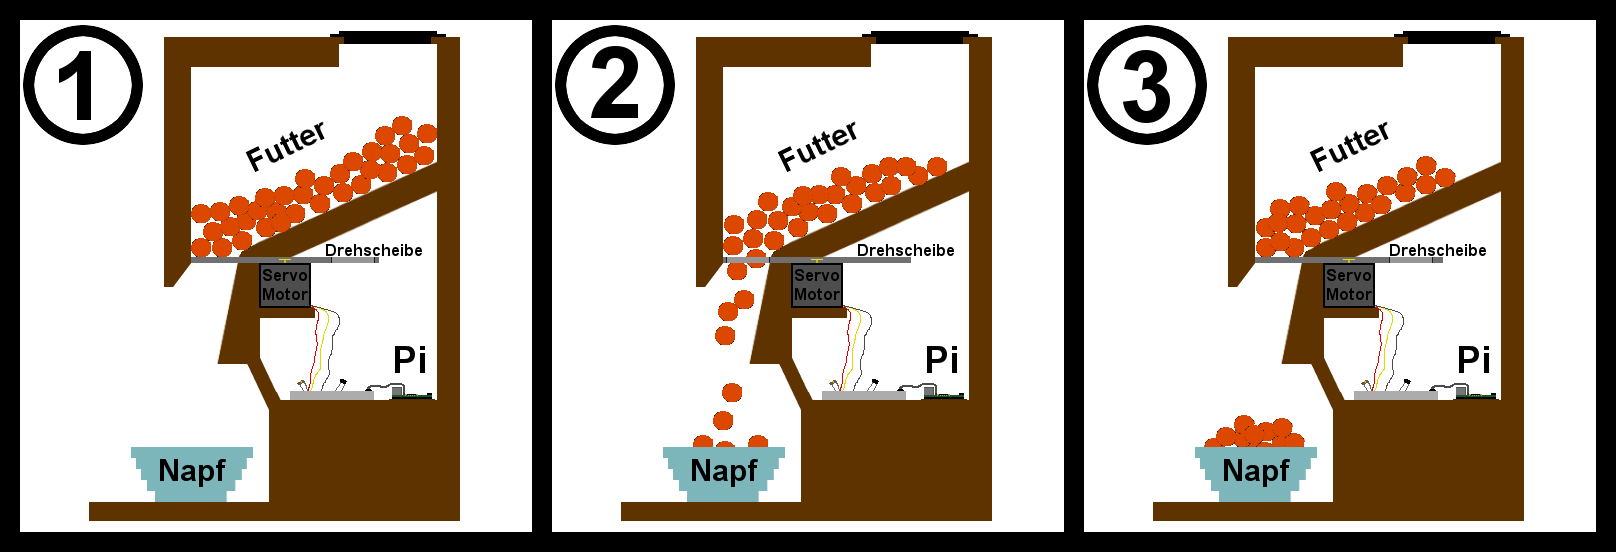 1
Futter
Drehscheibe
Servo
Motor
Pi
Napf
2
Futter
Drehscheibe
Servo
Motor
Pi
Napf
3
Futter
Drehscheibe
Servo
Motor
Pi
Napf